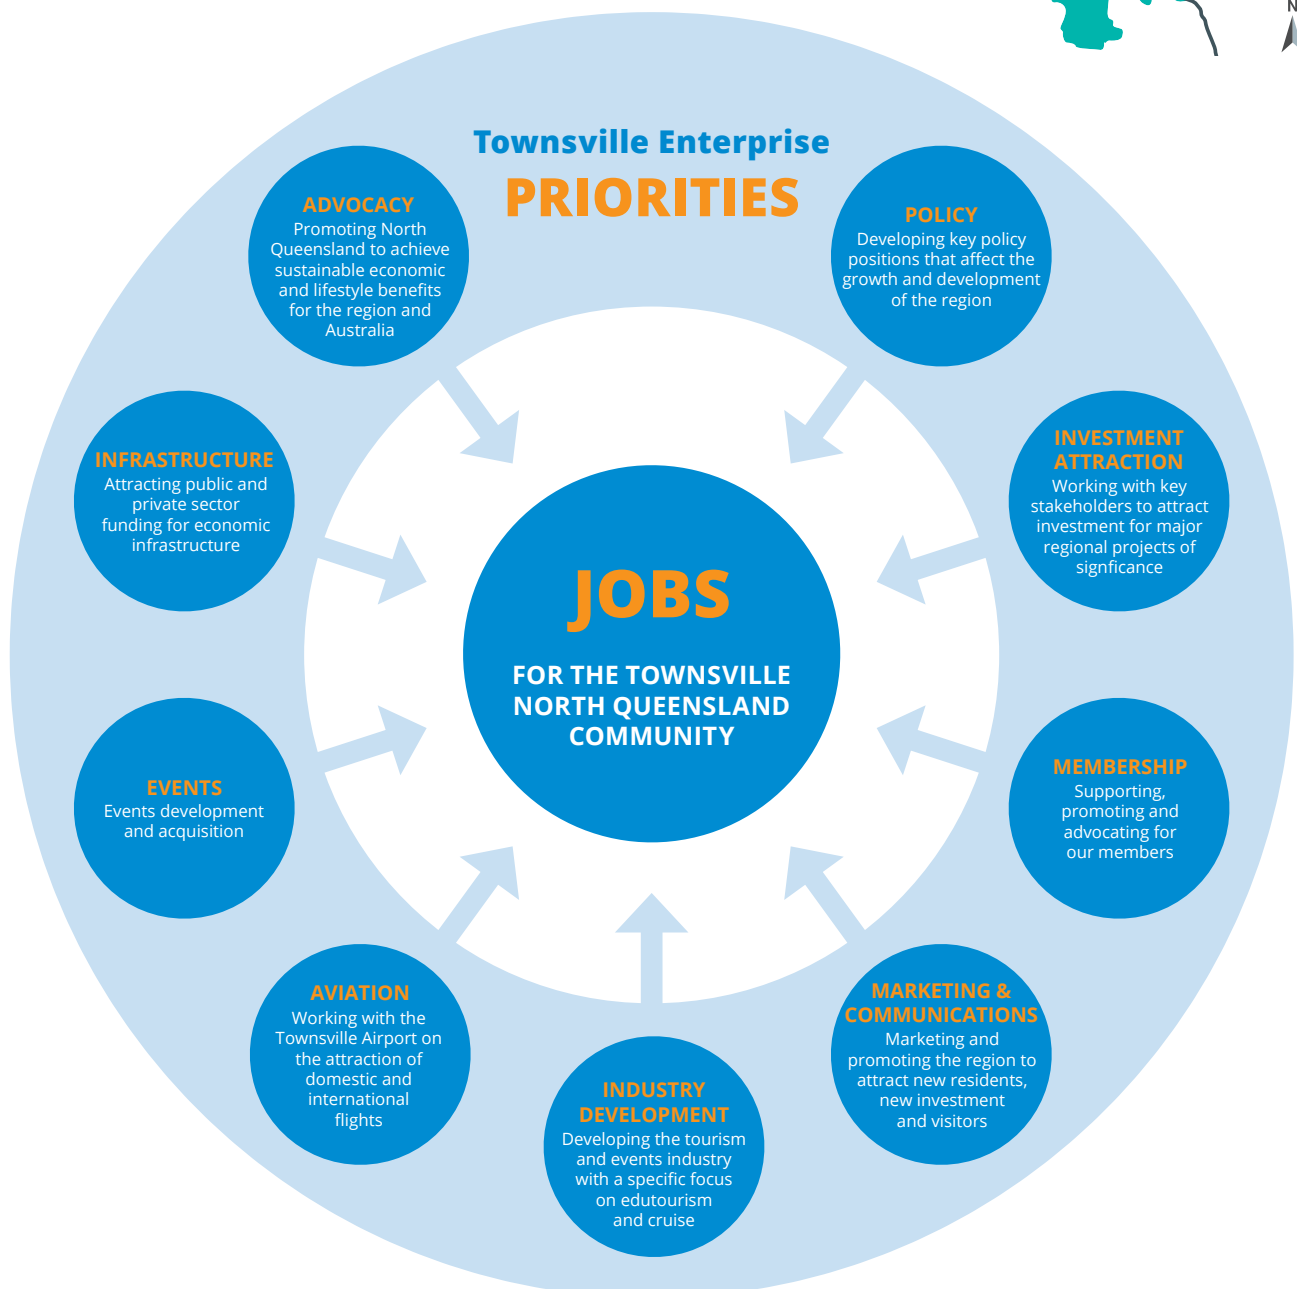 N
Townsville Enterprise
PRIORITIES
ADVOCACY
Promoting North
Queensland to achieve
sustainable economic
and lifestyle benefits
for the region and
Australia
POLICY
Developing key policy
positions that affect the
growth and development
of the region
INFRASTRUCTURE
Attracting public and
private sector
funding for economic
infrastructure
INVESTMENT
ATTRACTION
Working with key
stakeholders to attract
investment for major
regional projects of
signficance
JOBS
FOR THE TOWNSVILLE
NORTH QUEENSLAND
COMMUNITY
EVENTS
Events development
and acquisition
MEMBERSHIP
Supporting,
promoting and
advocating for
our members
AVIATION
Working with the
Townsville Airport on
the attraction of
domestic and
international
flights
INDUSTRY
DEVELOPMENT
Developing the tourism
and events industry
with a specific focus
on edutourism
and cruise
MARKETING &
COMMUNICATIONS
Marketing and
promoting the region to
attract new residents,
new investment
and visitors